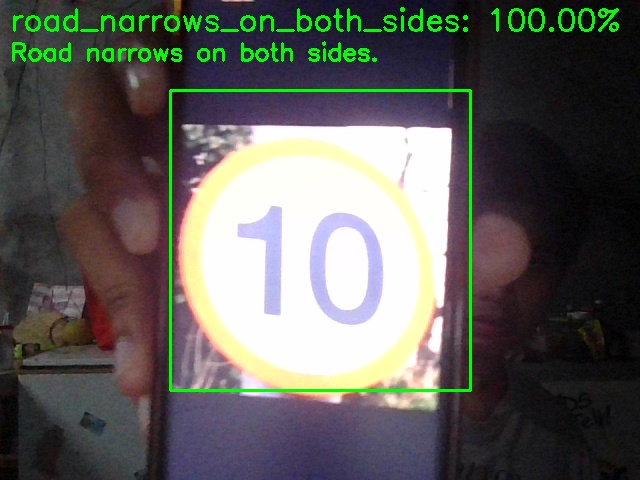 road_narrows_on_both_sides: 100.00%
Road narrows on both sides.
10